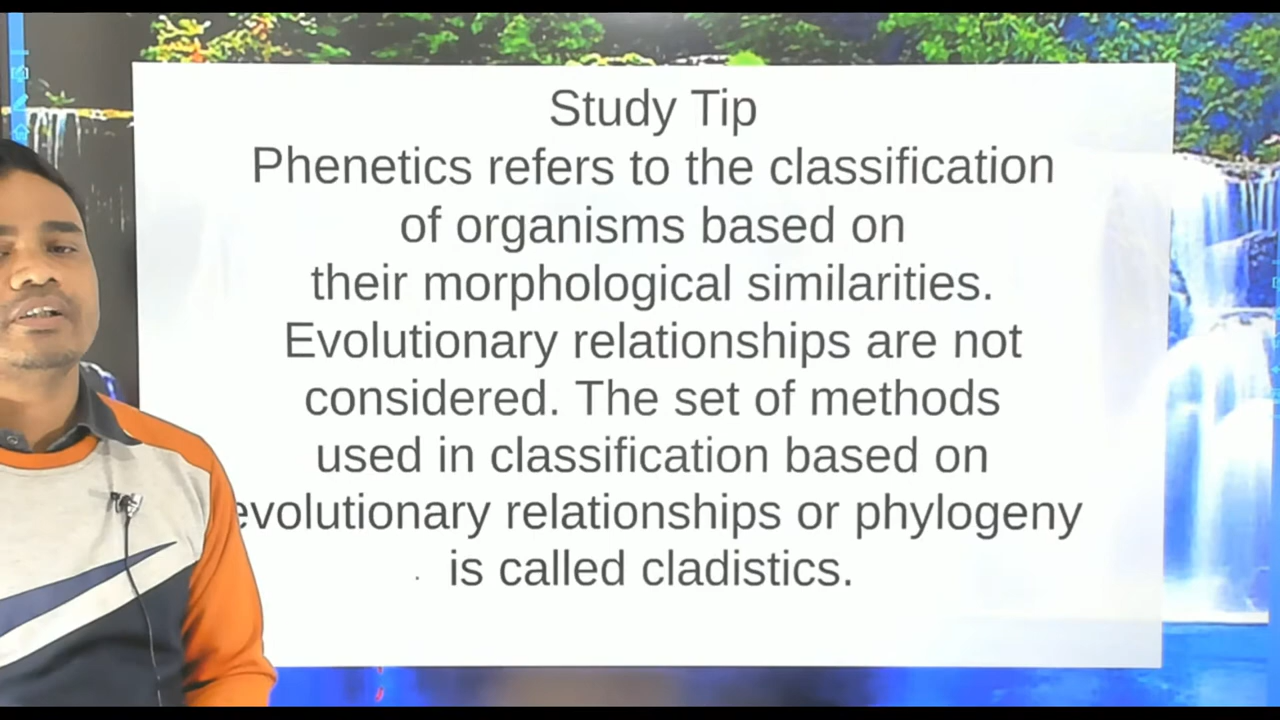 Study Tip
Phenetics refers to the classification
of organisms based on
their morphological similarities.
Evolutionary relationships are not
considered. The set of methods
used in classification based on
evolutionary relationships or phylogeny
is called cladistics.